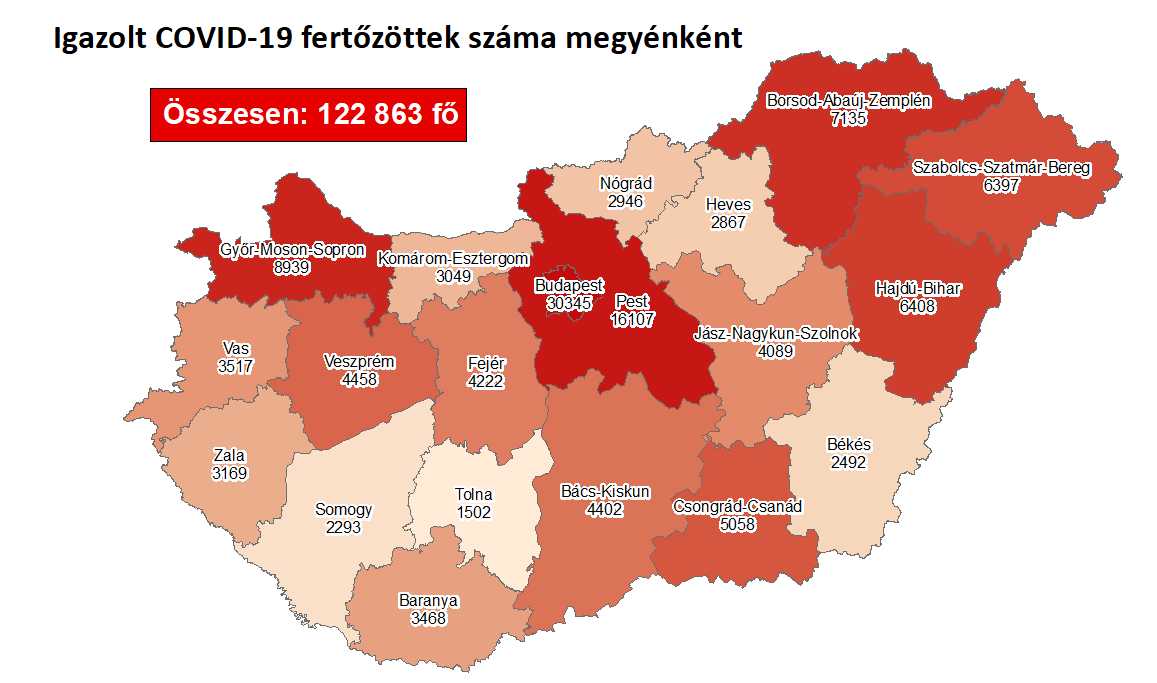 Igazolt COVID-19 fertőzöttek száma megyénként
Összesen: 122 863 fő
Borsod-Abaúj-Zemplén
7135
Szabolcs-Szatmár-Bereg
6397
Nógrád
2946
Heves
2867
Győr-Moson-Sopron
8939
Komárom-Esztergom
3049
Budapest
30345
Pest
16107
Hajdú-Bihar
6408
Jász-Nagykun-Szolnok
4089
Vas
3517
Veszprém
4458
Fejér
4222
Zala
3169
Békés
2492
Somogy
2293
Tolna
1502
Bács-Kiskun
4402
Csongrád-Csanád
5058
Baranya
3468